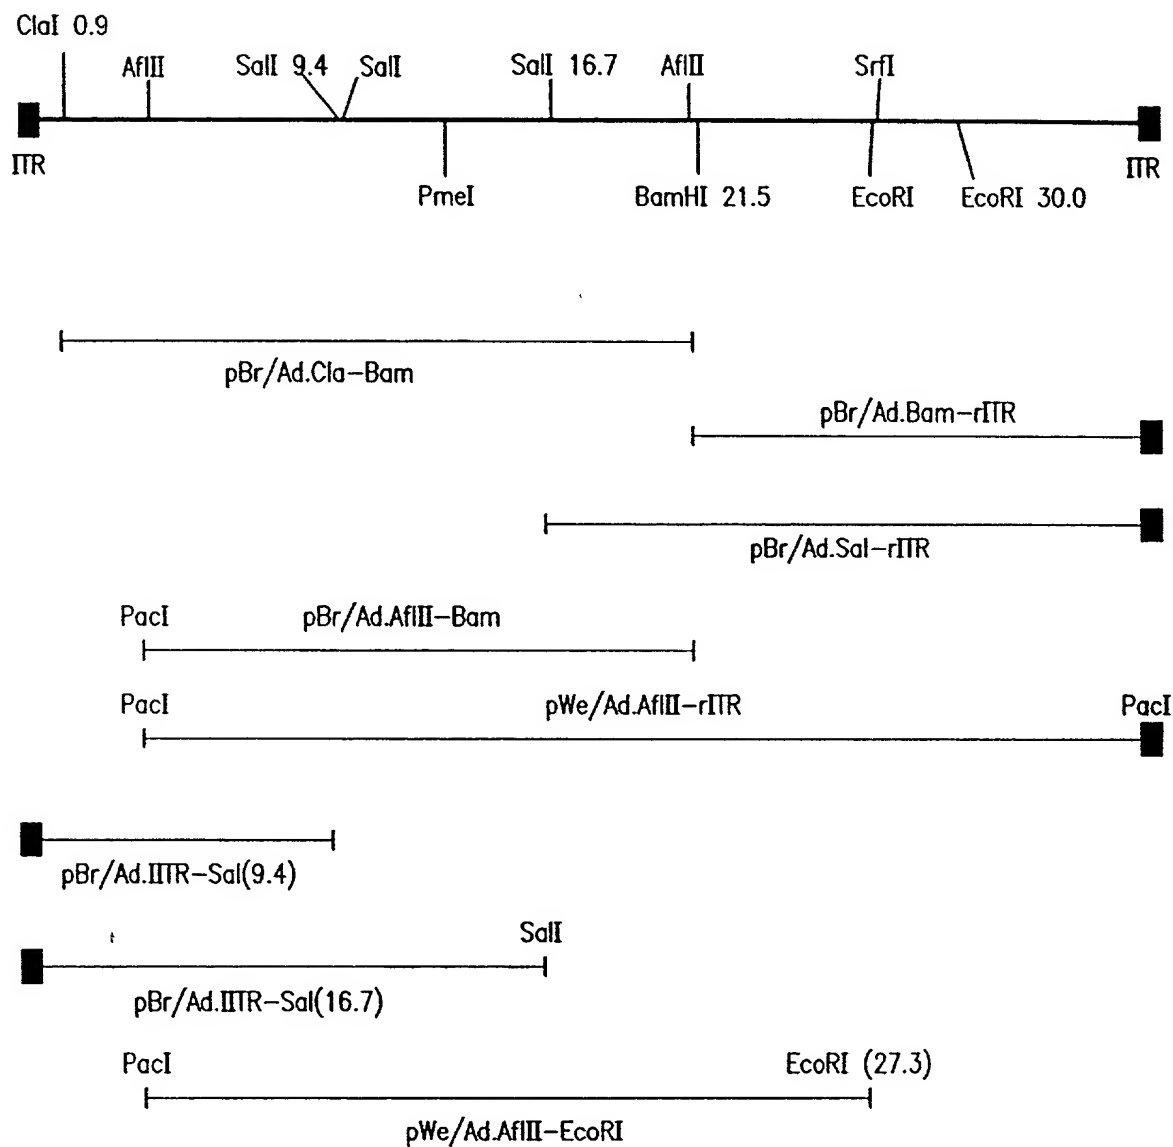 ClaI 0.9
AflII SalI 9.4 SalI SalI 16.7 AflII SrfI
ITR ITR
PmeI BamHI 21.5 EcoRI EcoRI 30.0
pBr/Ad.Cla-Bam
pBr/Ad.Bam-rITR
pBr/Ad.Sal-rITR
PacI pBr/Ad.AflII-Bam
PacI pWe/Ad.AflII-rITR PacI
pBr/Ad.lITR-Sal(9.4)
SalI
pBr/Ad.lITR-Sal(16.7)
PacI EcoRI (27.3)
pWe/Ad.AflII-EcoRI